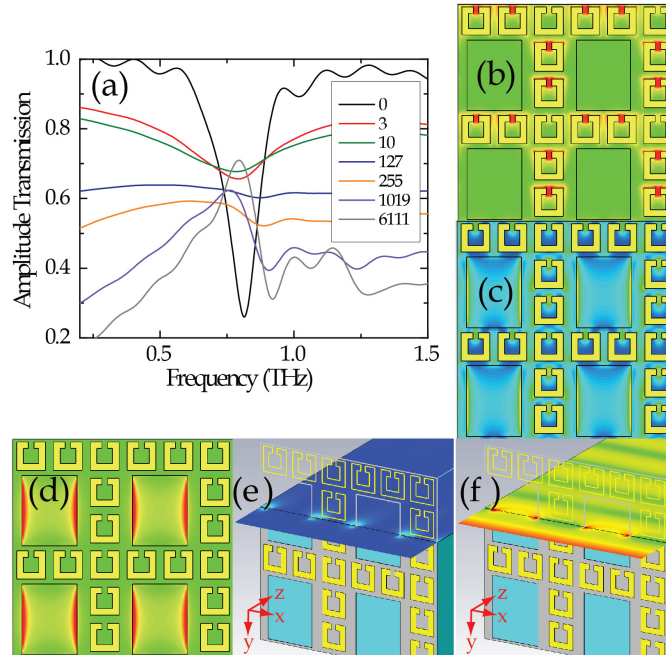 (a)
Amplitude Transmission
1.0
0.8
0.6
0.4
0.2
0.5
1.0
1.5
Frequency (THz)
0
3
10
127
255
1019
6111
(b)
(c)
(d)
(e)
z
x
y
(f)
z
x
y